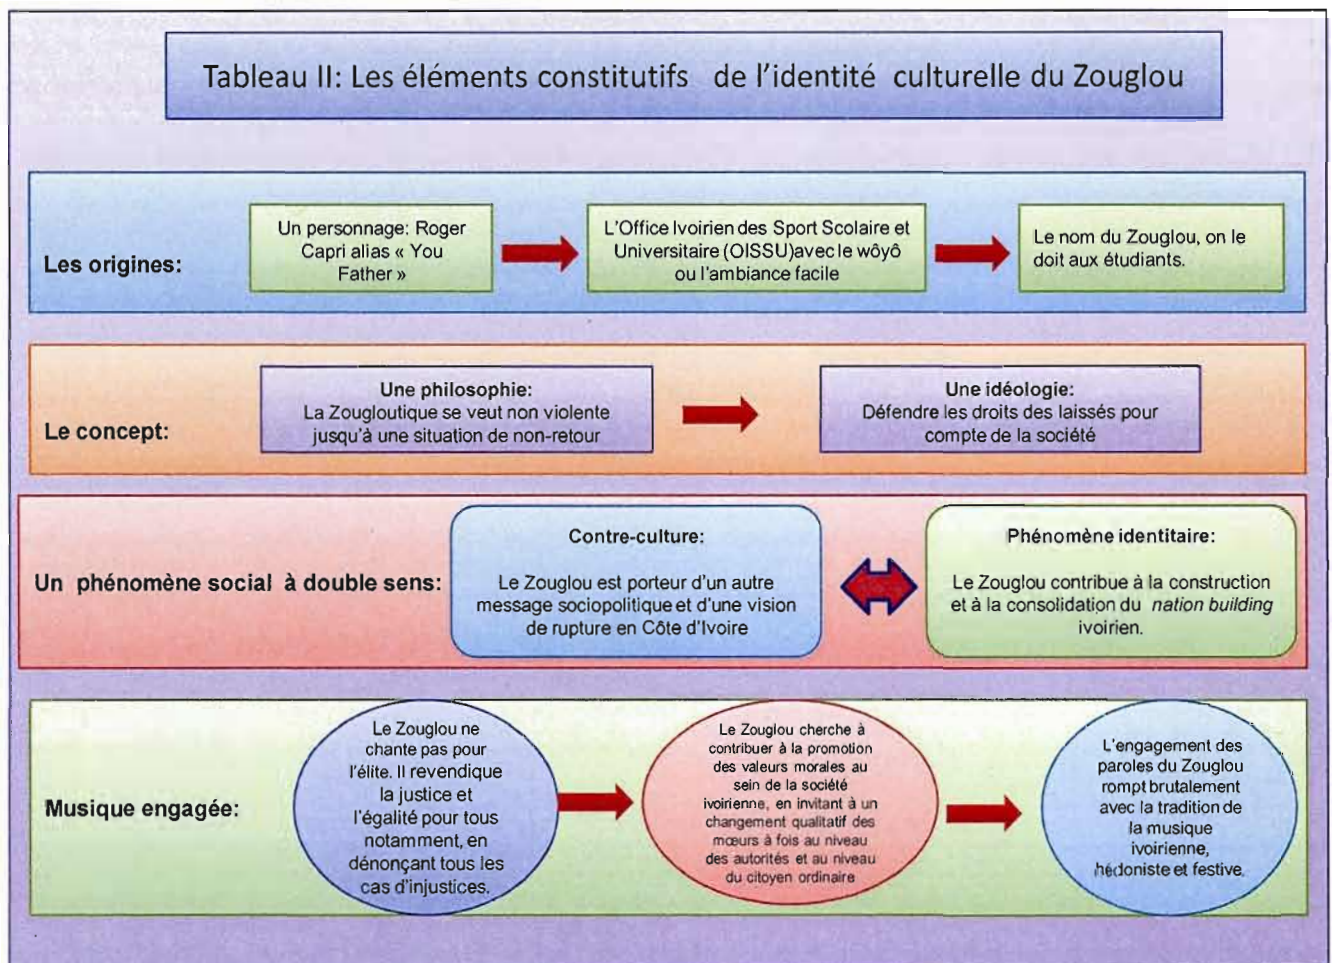 Tableau II: Les éléments constitutifs de l'identité culturelle du Zouglou
Les origines:
Un personnage: Roger
Capri alias « You
Father »
L'Office Ivoirien des Sport Scolaire et
Universitaire (OISSU)avec le wôyô
ou l'ambiance facile
Le nom du Zouglou, on le
doit aux étudiants.
Le concept:
Une philosophie:
La Zougloutique se veut non violente
jusqu'à une situation de non-retour
Une idéologie:
Défendre les droits des laissés pour
compte de la société
Un phénomène social à double sens:
Contre-culture:
Le Zouglou est porteur d'un autre
message sociopolitique et d'une vision
de rupture en Côte d'Ivoire
Phénomène identitaire:
Le Zouglou contribue à la construction
et à la consolidation du nation building
ivoirien.
Musique engagée:
Le Zouglou ne
chante pas pour
l'élite. Il revendique
la justice et
l'égalité pour tous
notamment, en
dénonçant tous les
cas d'injustices.
Le Zouglou cherche à
contribuer à la promotion
des valeurs morales au
sein de la société
ivoirienne, en invitant à un
changement qualitatif des
mœurs à fois au niveau
des autorités et au niveau
du citoyen ordinaire
L'engagement des
paroles du Zouglou
rompt brutalement
avec la tradition de
la musique
ivoirienne,
hédoniste et festive.